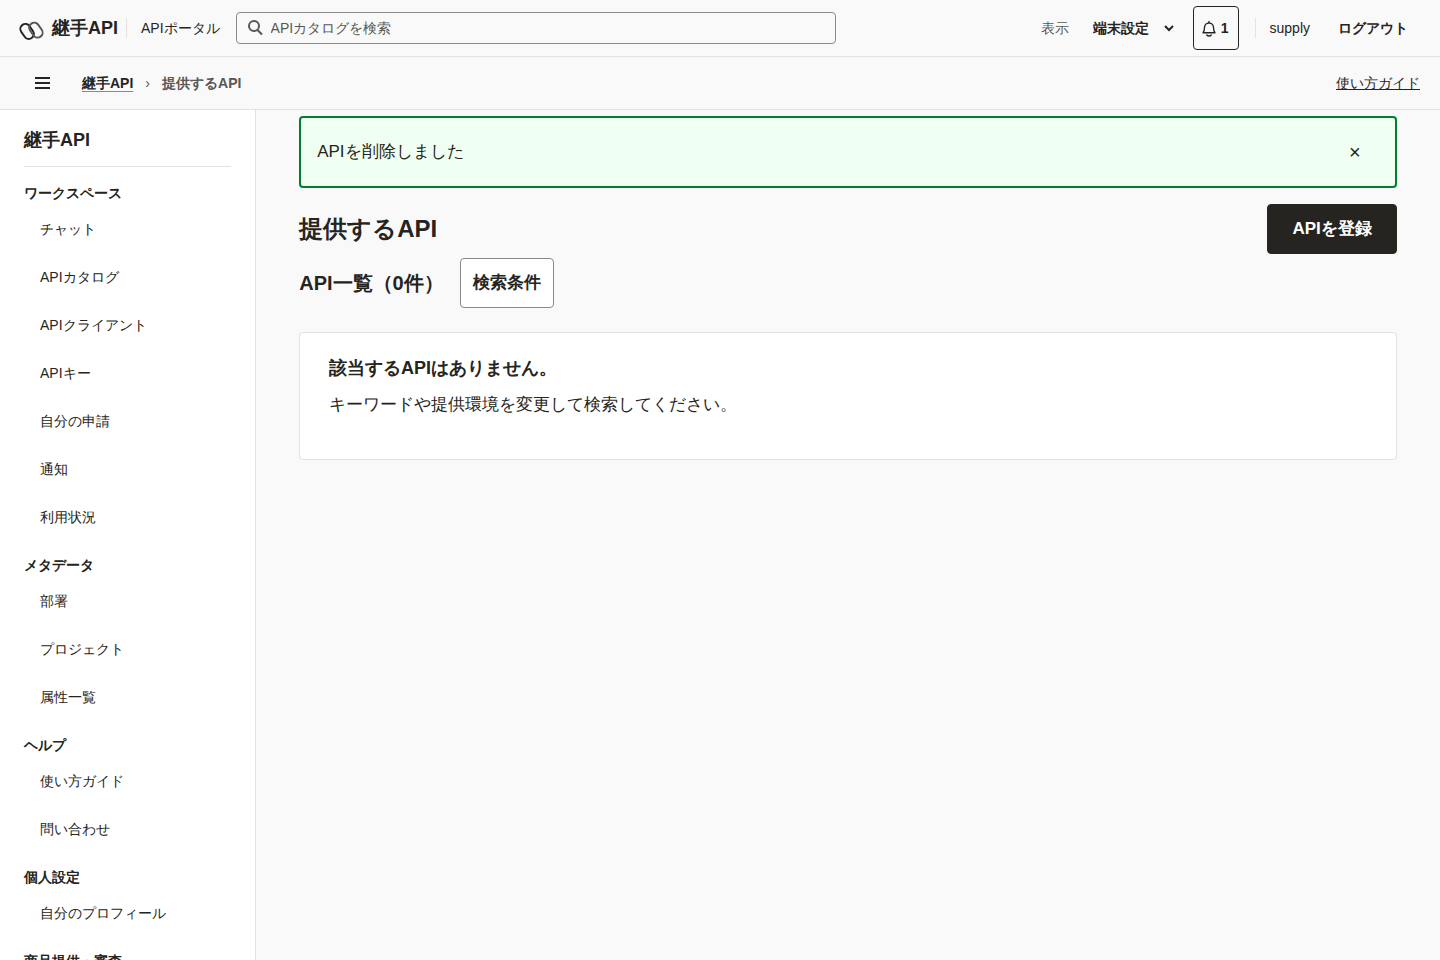 継手API
APIポータル
APIカタログを検索
表示
端末設定
1
supply
ログアウト
継手API › 提供するAPI
使い方ガイド
継手API
ワークスペース
チャット
APIカタログ
APIクライアント
APIキー
自分の申請
通知
利用状況
メタデータ
部署
プロジェクト
属性一覧
ヘルプ
使い方ガイド
問い合わせ
個人設定
自分のプロフィール
APIを削除しました
×
提供するAPI
APIを登録
API一覧（0件）
検索条件
該当するAPIはありません。
キーワードや提供環境を変更して検索してください。